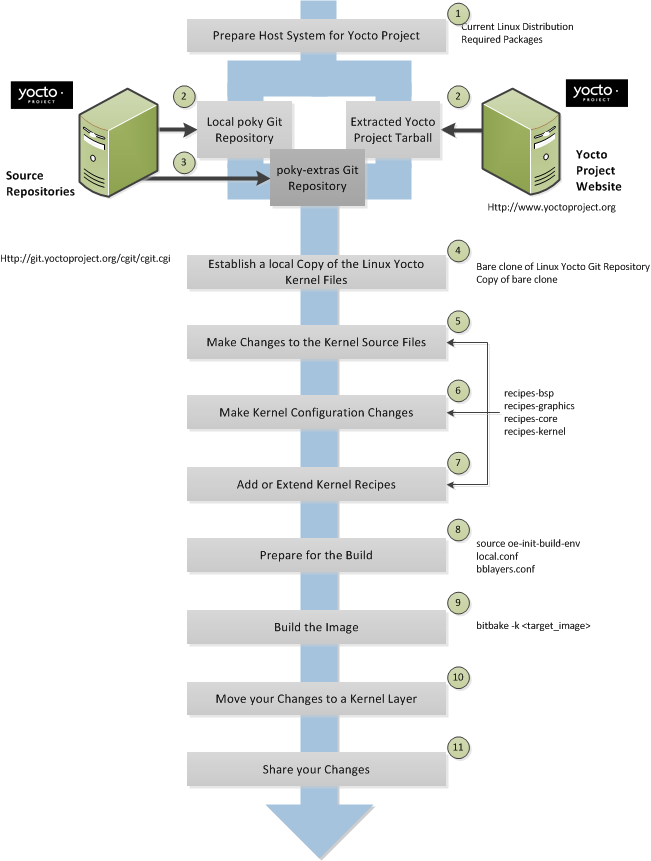 1
Prepare Host System for Yocto Project
Current Linux Distribution
Required Packages
yocto ·
PROJECT
2
Local poky Git
Repository
Extracted Yocto
Project Tarball
2
yocto ·
PROJECT
3
Source
Repositories
poky-extras Git
Repository
Yocto
Project
Website
Http://www.yoctoproject.org
Http://git.yoctoproject.org/cgit/cgit.cgi
4
Establish a local Copy of the Linux Yocto
Kernel Files
Bare clone of Linux Yocto Git Repository
Copy of bare clone
5
Make Changes to the Kernel Source Files
6
Make Kernel Configuration Changes
recipes-bsp
recipes-graphics
recipes-core
recipes-kernel
7
Add or Extend Kernel Recipes
8
Prepare for the Build
source oe-init-build-env
local.conf
bblayers.conf
9
Build the Image
bitbake -k <target_image>
10
Move your Changes to a Kernel Layer
11
Share your Changes